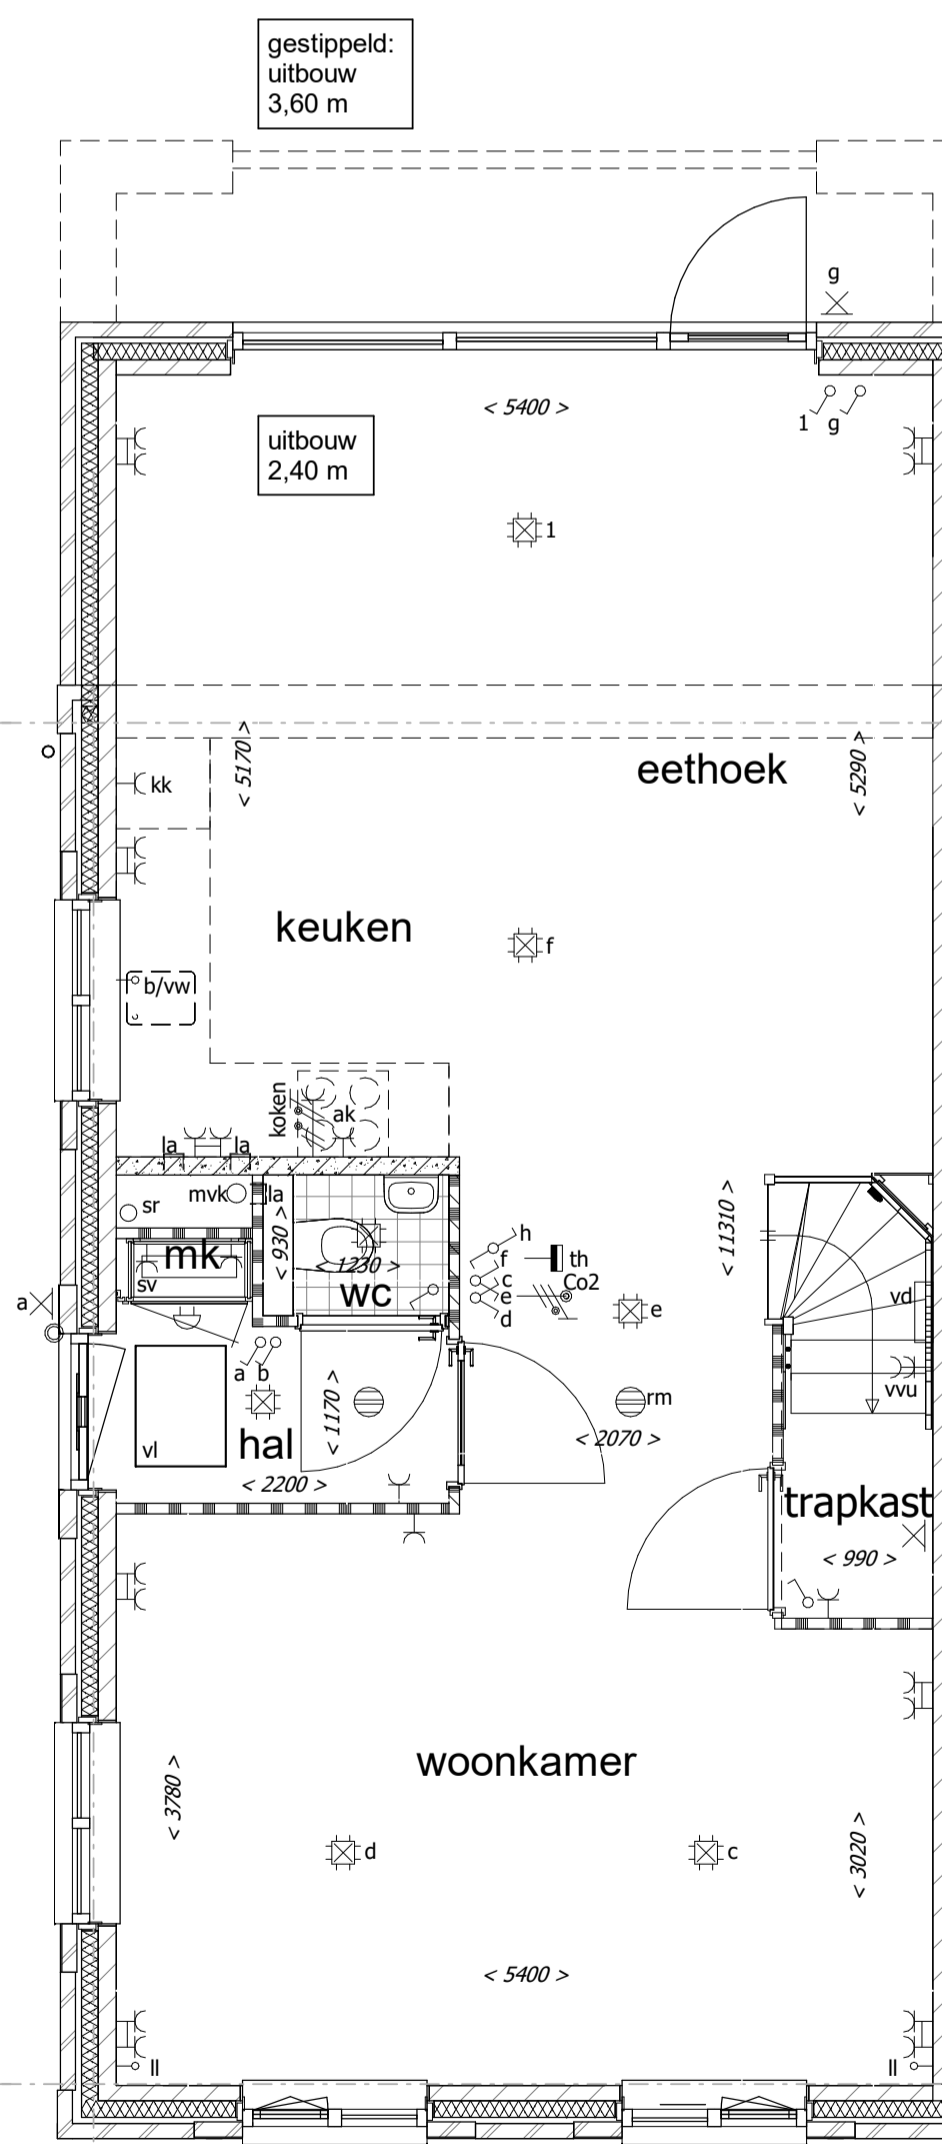 gestippeld:
uitbouw
3,60 m
g
< 5400 >
1 g
uitbouw
2,40 m
1
< 5170 >
eethoek
< 5290 >
kk
keuken
f
b/vw
koken
ak
la
la
sr
mvk
la
< 930 >
< 11310 >
h
f
th
mk
< 1230 >
c
Co2
sv
wc
e
vd
a
d
e
a b
< 1170 >
vvu
rm
vl
hal
< 2070 >
< 2200 >
trapkast
< 990 >
woonkamer
< 3780 >
d
c
< 3020 >
< 5400 >
ll
ll